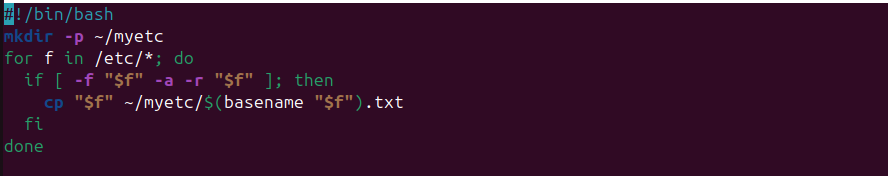 #!/bin/bash
mkdir -p ~/myetc
for f in /etc/*; do
  if [ -f "$f" -a -r "$f" ]; then
    cp "$f" ~/myetc/$(basename "$f").txt
  fi
done